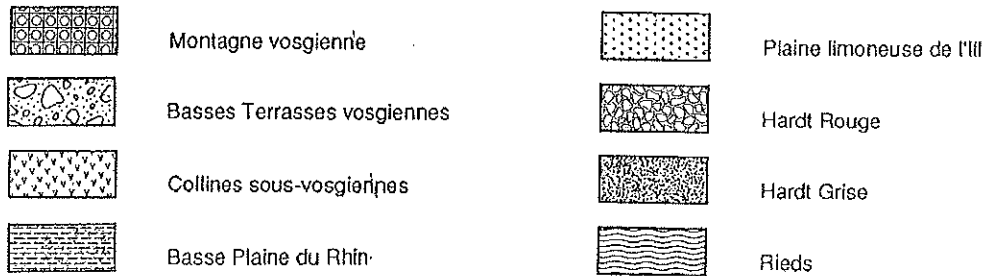 Montagne vosgienne
Basses Terrasses vosgiennes
Collines sous-vosgiennes
Basse Plaine du Rhin
Plaine limoneuse de l'Ill
Hardt Rouge
Hardt Grise
Rieds